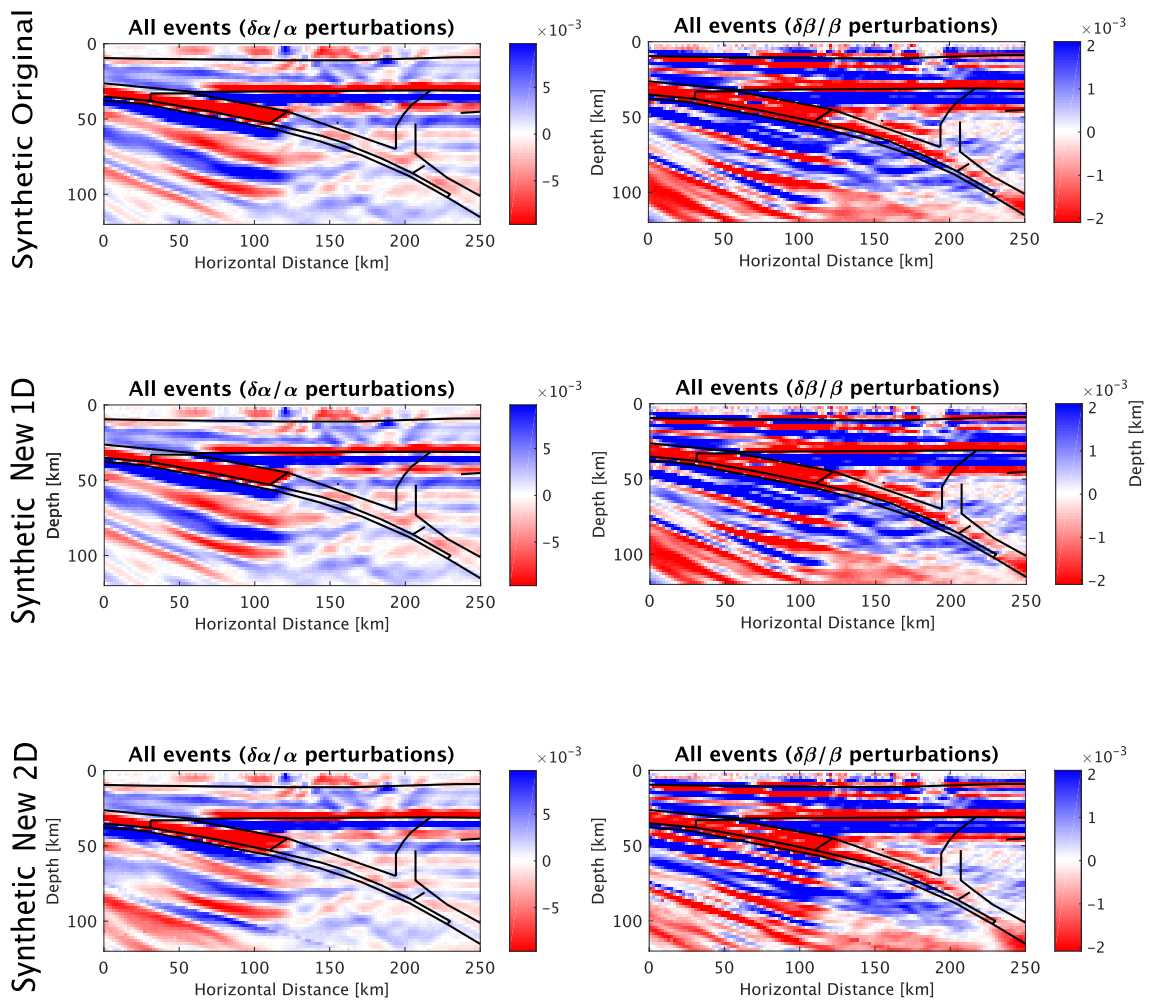 Synthetic Original
All events (δα/α perturbations)
0
50
100
0 50 100 150 200 250
Horizontal Distance [km]
×10⁻³
5
0
−5
All events (δβ/β perturbations)
Depth [km]
0
50
100
0 50 100 150 200 250
Horizontal Distance [km]
×10⁻³
2
1
0
−1
−2
Synthetic New 1D
All events (δα/α perturbations)
Depth [km]
0
50
100
0 50 100 150 200 250
Horizontal Distance [km]
×10⁻³
5
0
−5
All events (δβ/β perturbations)
Depth [km]
0
50
100
0 50 100 150 200 250
Horizontal Distance [km]
×10⁻³
2
1
0
−1
−2
Depth [km]
Synthetic New 2D
All events (δα/α perturbations)
Depth [km]
0
50
100
0 50 100 150 200 250
Horizontal Distance [km]
×10⁻³
5
0
−5
All events (δβ/β perturbations)
Depth [km]
0
50
100
0 50 100 150 200 250
Horizontal Distance [km]
×10⁻³
2
1
0
−1
−2